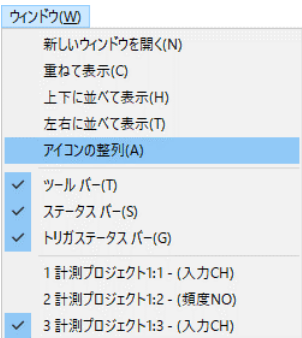 ウィンドウ(W)
新しいウィンドウを開く(N)
重ねて表示(C)
上下に並べて表示(H)
左右に並べて表示(T)
アイコンの整列(A)
ツール バー(T)
ステータス バー(S)
トリガステータス バー(G)
1 計測プロジェクト1:1 - (入力CH)
2 計測プロジェクト1:2 - (頻度NO)
3 計測プロジェクト1:3 - (入力CH)